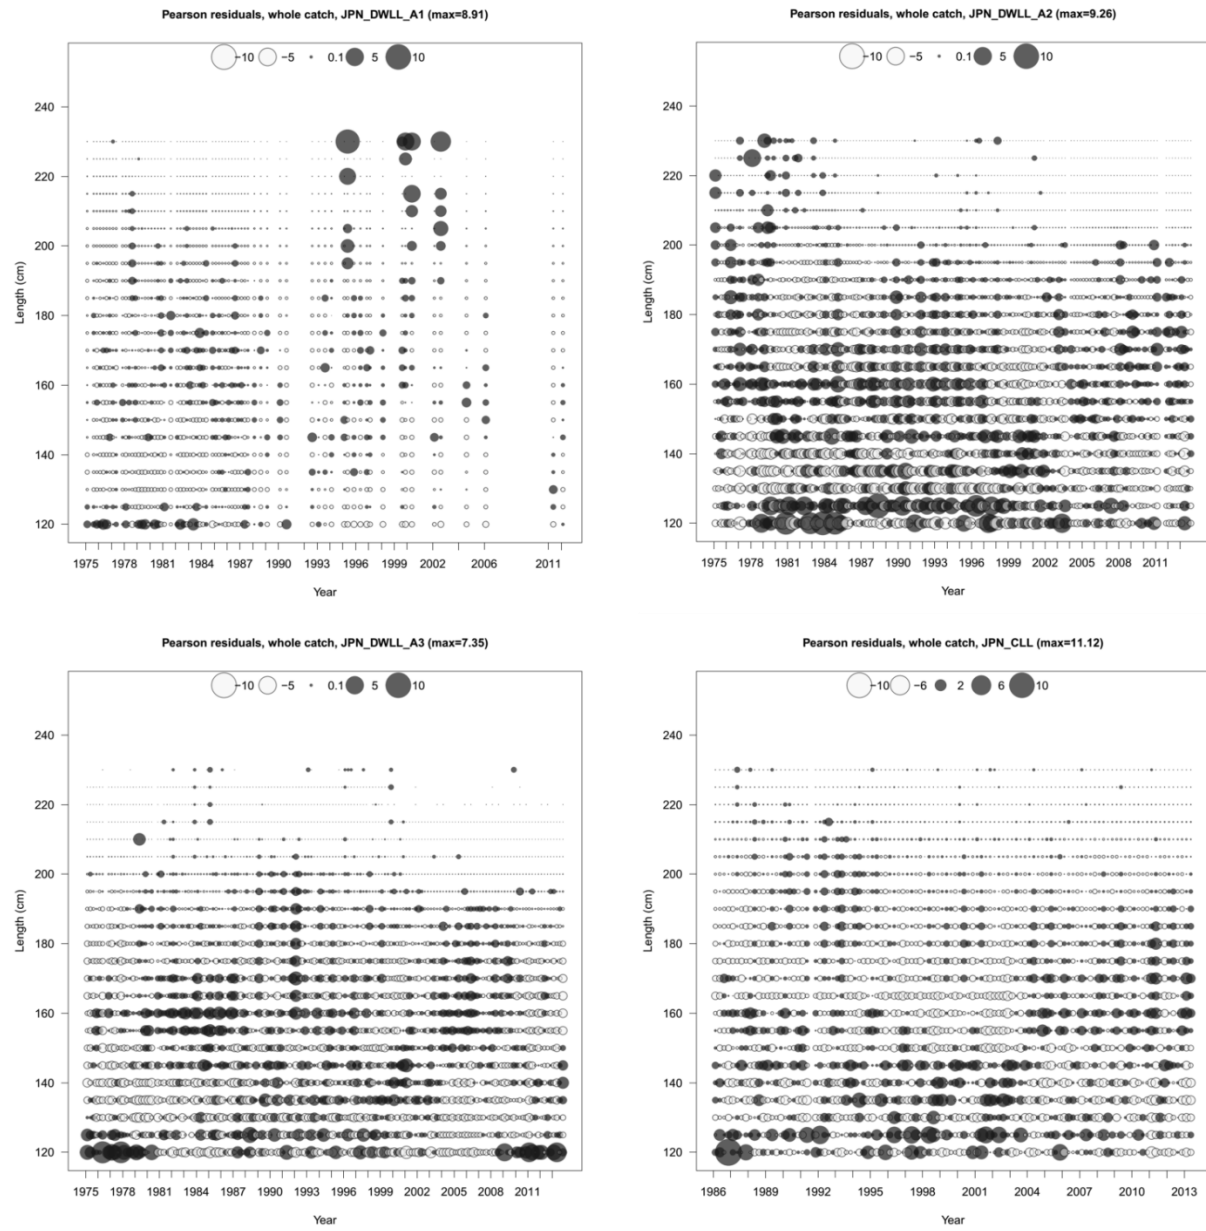 Pearson residuals, whole catch, JPN_DWLL_A1 (max=8.91)
−10 −5 0.1 5 10
240
220
200
180
160
140
120
Length (cm)
1975 1978 1981 1984 1987 1990 1993 1996 1999 2002 2006 2011
Year
Pearson residuals, whole catch, JPN_DWLL_A2 (max=9.26)
−10 −5 0.1 5 10
240
220
200
180
160
140
120
Length (cm)
1975 1978 1981 1984 1987 1990 1993 1996 1999 2002 2005 2008 2011
Year
Pearson residuals, whole catch, JPN_DWLL_A3 (max=7.35)
−10 −5 0.1 5 10
240
220
200
180
160
140
120
Length (cm)
1975 1978 1981 1984 1987 1990 1993 1996 1999 2002 2005 2008 2011
Year
Pearson residuals, whole catch, JPN_CLL (max=11.12)
−10 −6 2 6 10
240
220
200
180
160
140
120
Length (cm)
1986 1989 1992 1995 1998 2001 2004 2007 2010 2013
Year